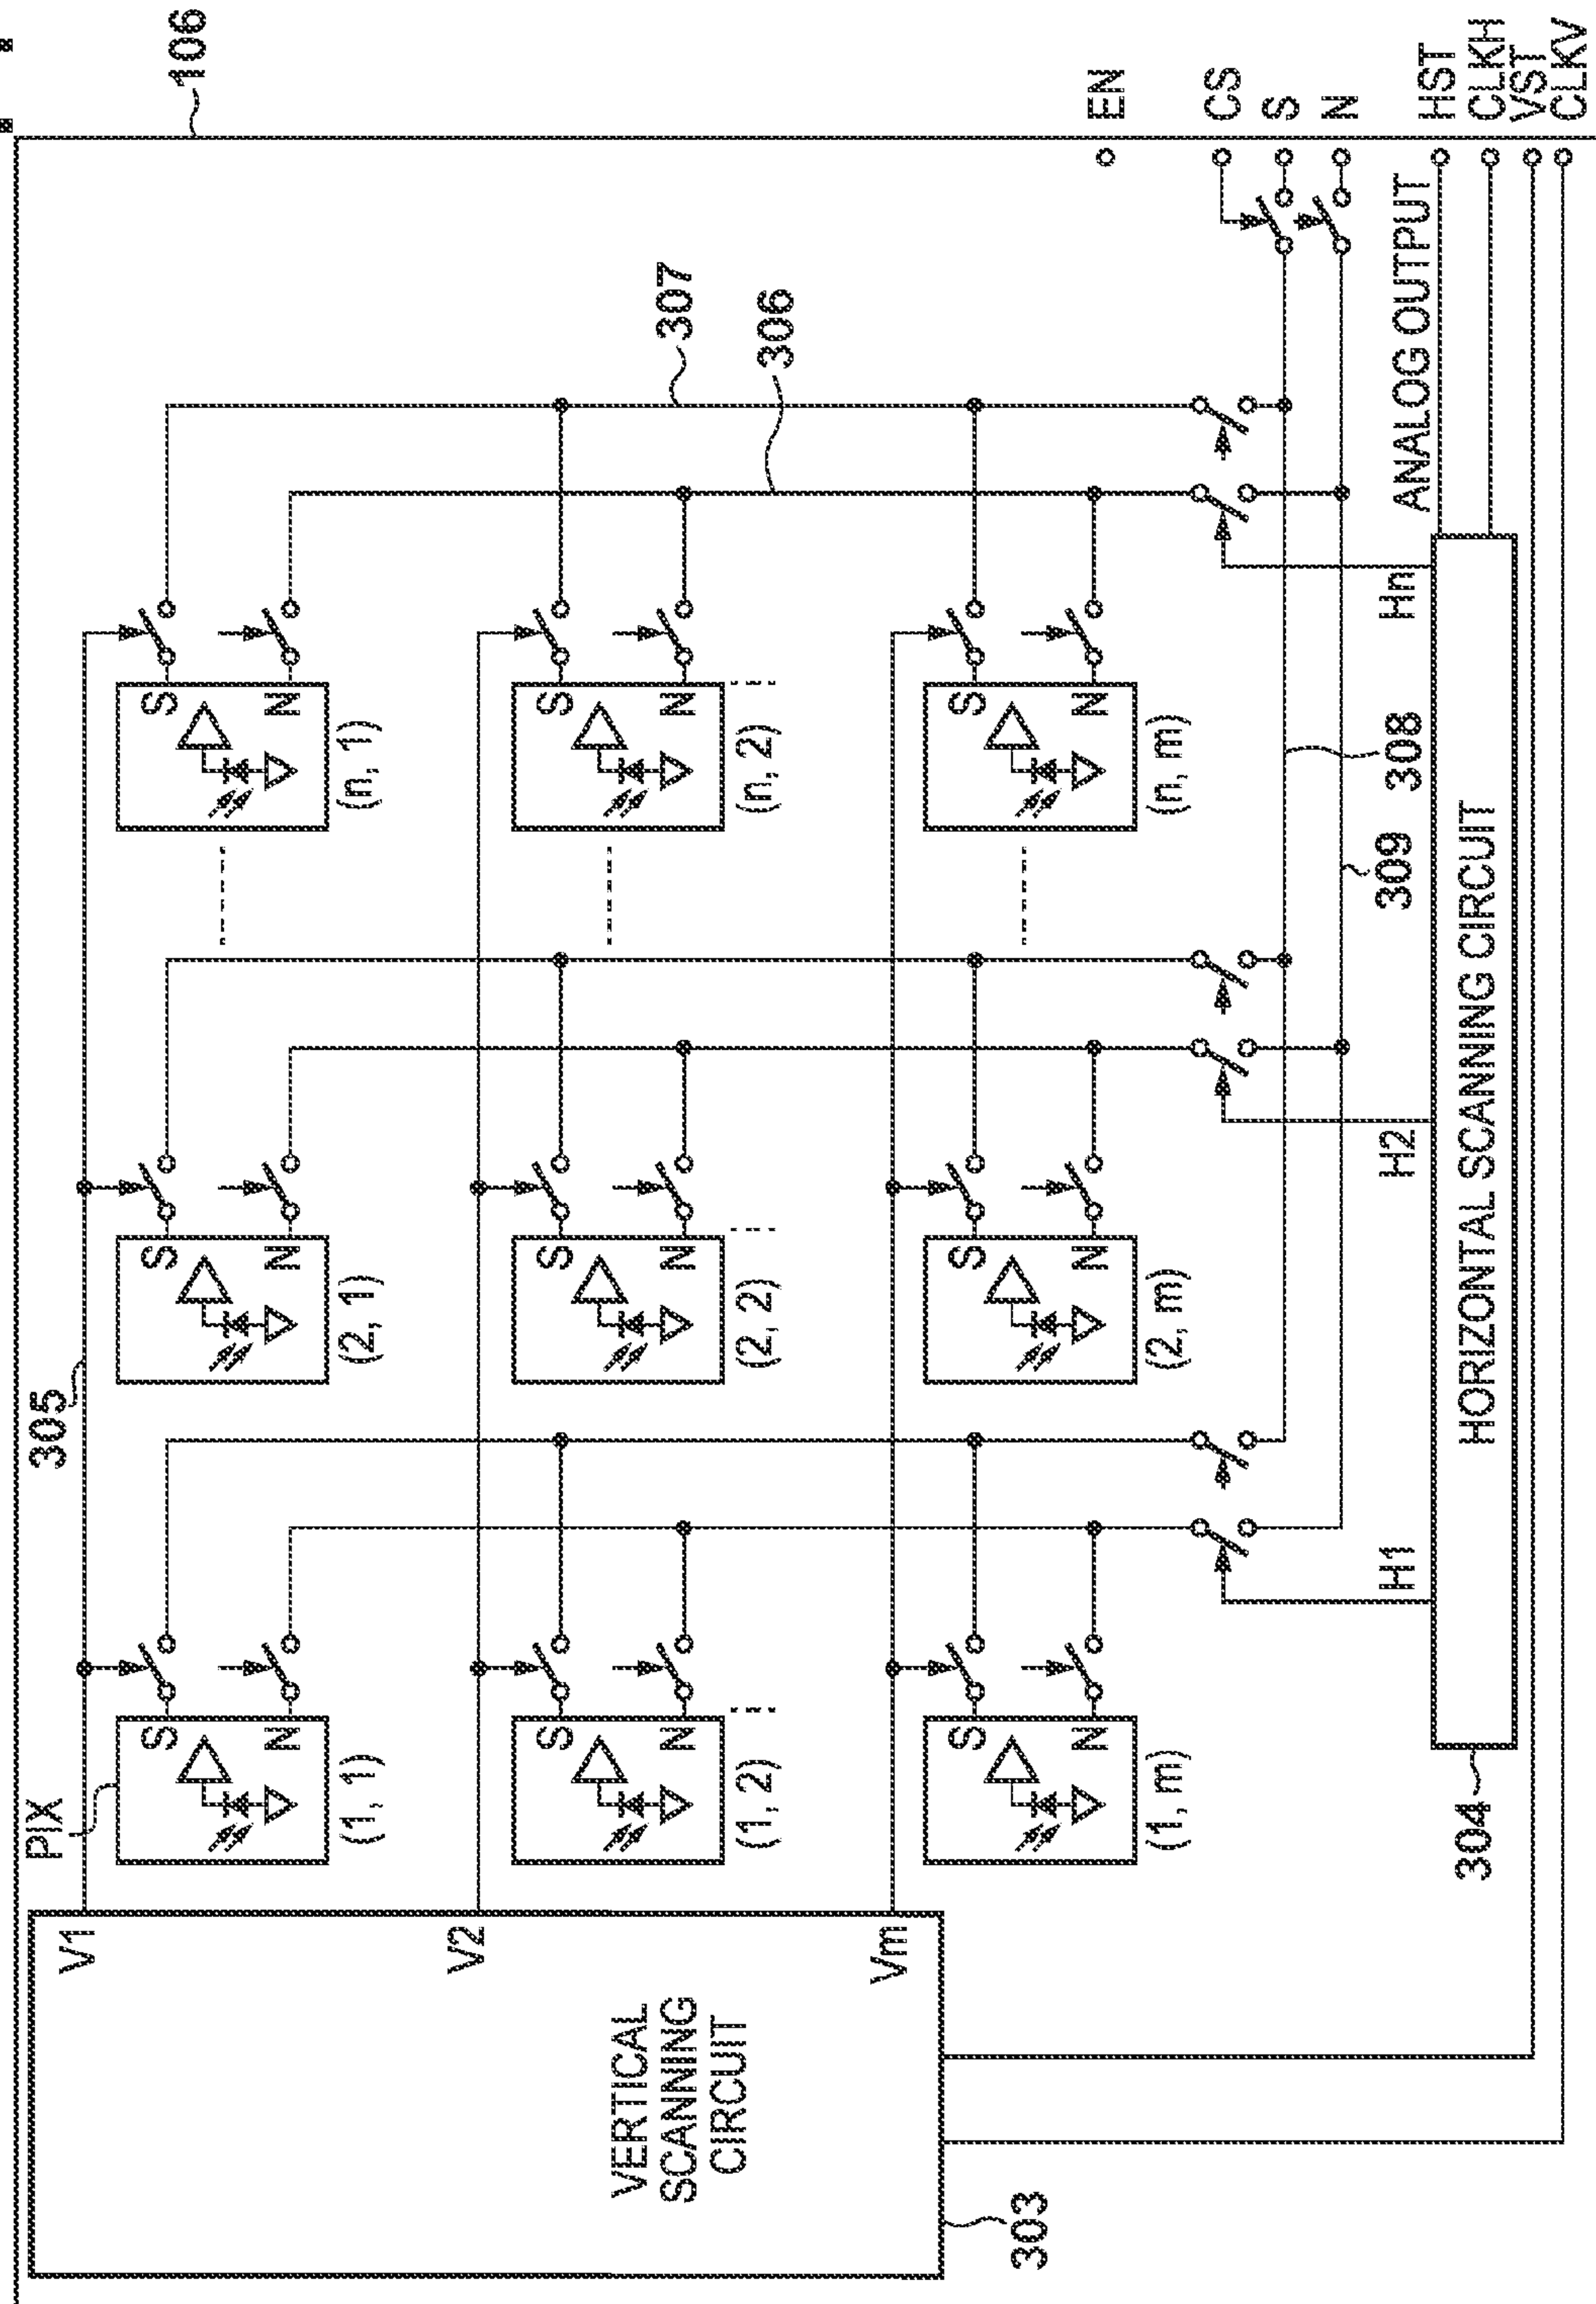 106
305
PIX
V1
(1, 1)
S
N
(2, 1)
S
N
(n, 1)
S
N
307
306
V2
(1, 2)
S
N
(2, 2)
S
N
(n, 2)
S
N
VERTICAL
SCANNING
CIRCUIT
Vm
(1, m)
S
N
(2, m)
S
N
(n, m)
S
N
303
EN
CS
S
N
H1
H2
Hn
309
308
ANALOG OUTPUT
304
HORIZONTAL SCANNING CIRCUIT
HST
CLKH
VST
CLKV